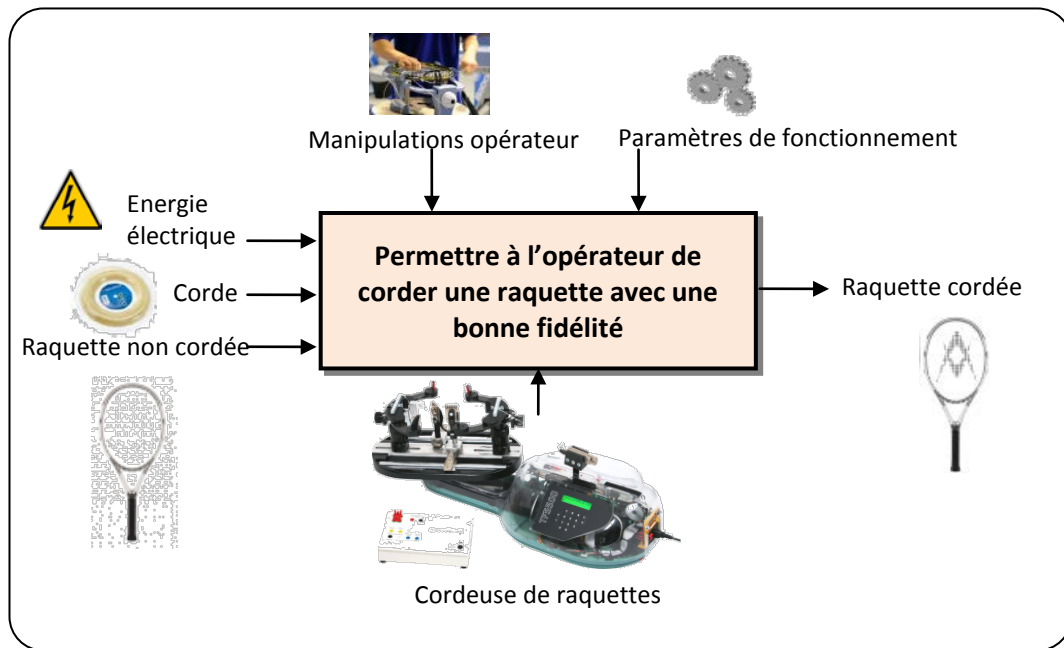 Manipulations opérateur
Paramètres de fonctionnement
Energie
électrique
Corde
Raquette non cordée
Permettre à l’opérateur de
corder une raquette avec une
bonne fidélité
Raquette cordée
Cordeuse de raquettes